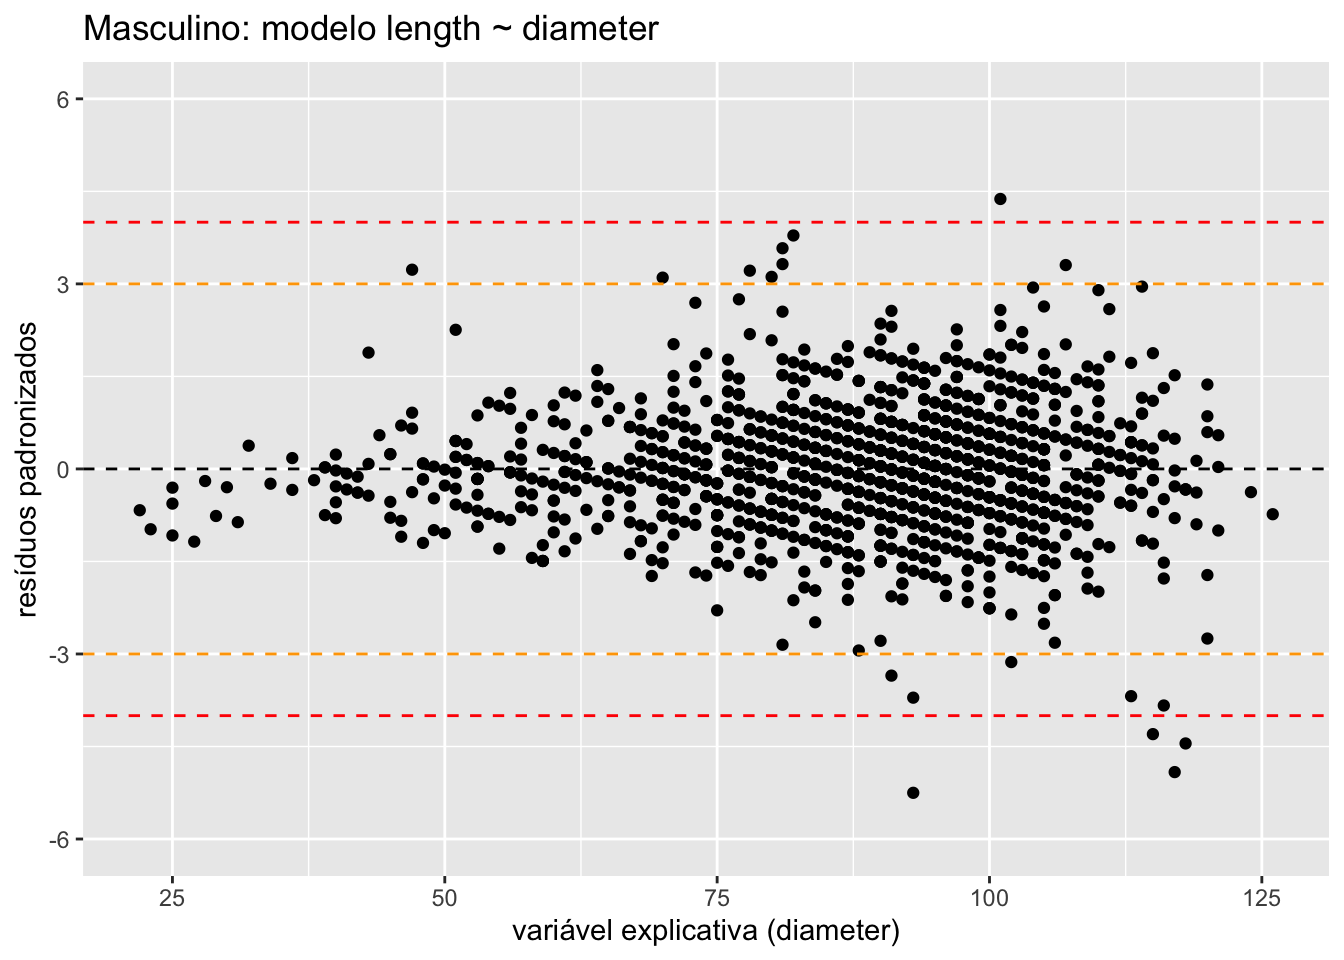 Masculino: modelo length ~ diameter
6
3
0
-3
-6
resíduos padronizados
25 50 75 100 125
variável explicativa (diameter)